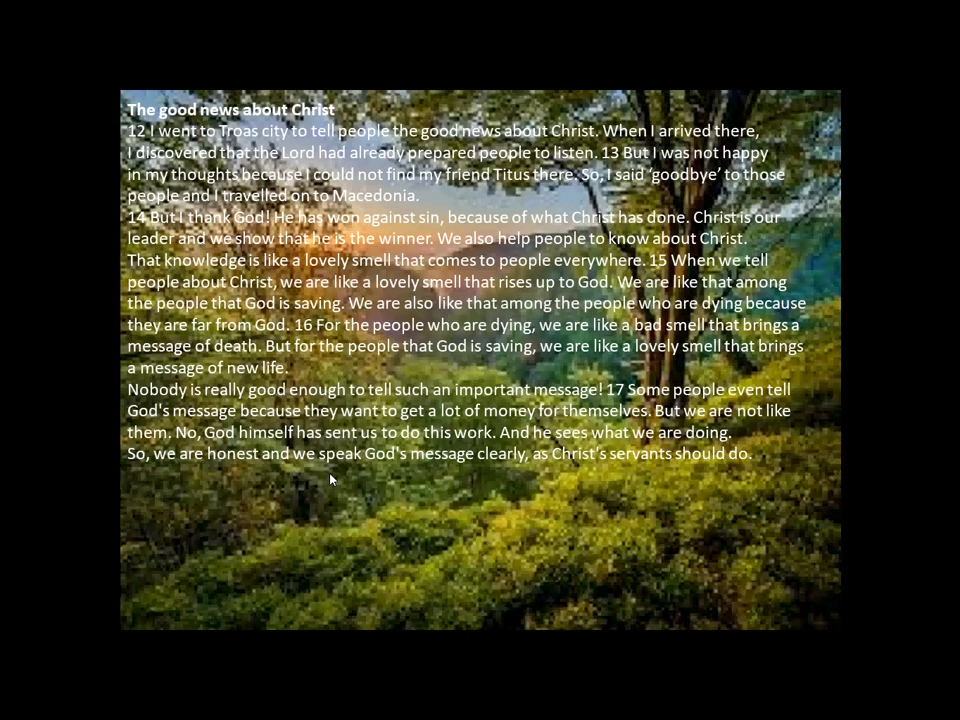 The good news about Christ
12 I went to Troas city to tell people the good news about Christ. When I arrived there,
I discovered that the Lord had already prepared people to listen. 13 But I was not happy
in my thoughts because I could not find my friend Titus there. So, I said ‘goodbye’ to those
people and I travelled on to Macedonia.
14 But I thank God! He has won against sin, because of what Christ has done. Christ is our
leader and we show that he is the winner. We also help people to know about Christ.
That knowledge is like a lovely smell that comes to people everywhere. 15 When we tell
people about Christ, we are like a lovely smell that rises up to God. We are like that among
the people that God is saving. We are also like that among the people who are dying because
they are far from God. 16 For the people who are dying, we are like a bad smell that brings a
message of death. But for the people that God is saving, we are like a lovely smell that brings
a message of new life.
Nobody is really good enough to tell such an important message! 17 Some people even tell
God's message because they want to get a lot of money for themselves. But we are not like
them. No, God himself has sent us to do this work. And he sees what we are doing.
So, we are honest and we speak God's message clearly, as Christ's servants should do.